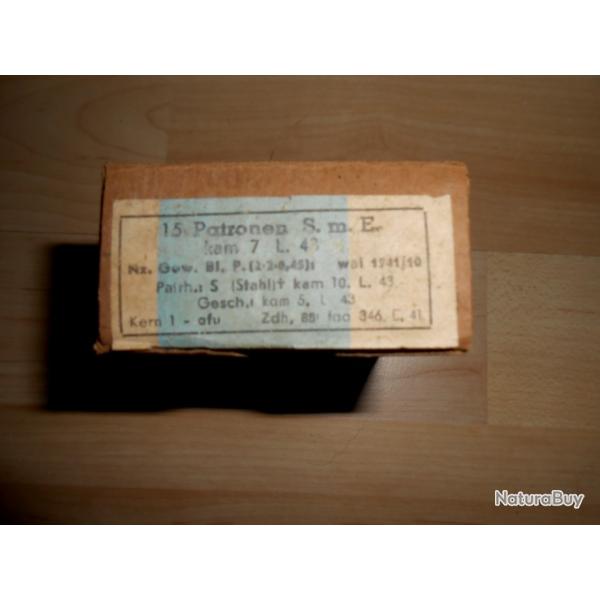 15 Patronen S. m. E.
kam 7 L. 43
Nz. Gew. Bl. P. (2·2·0,45): wal 1941/10
Patrh.: S (Stahl)† kam 10. L. 43
Gesch.: kam 5. L 43
Kern 1 - afu Zdh. 88: faa 346. E. 41
NaturaBuy